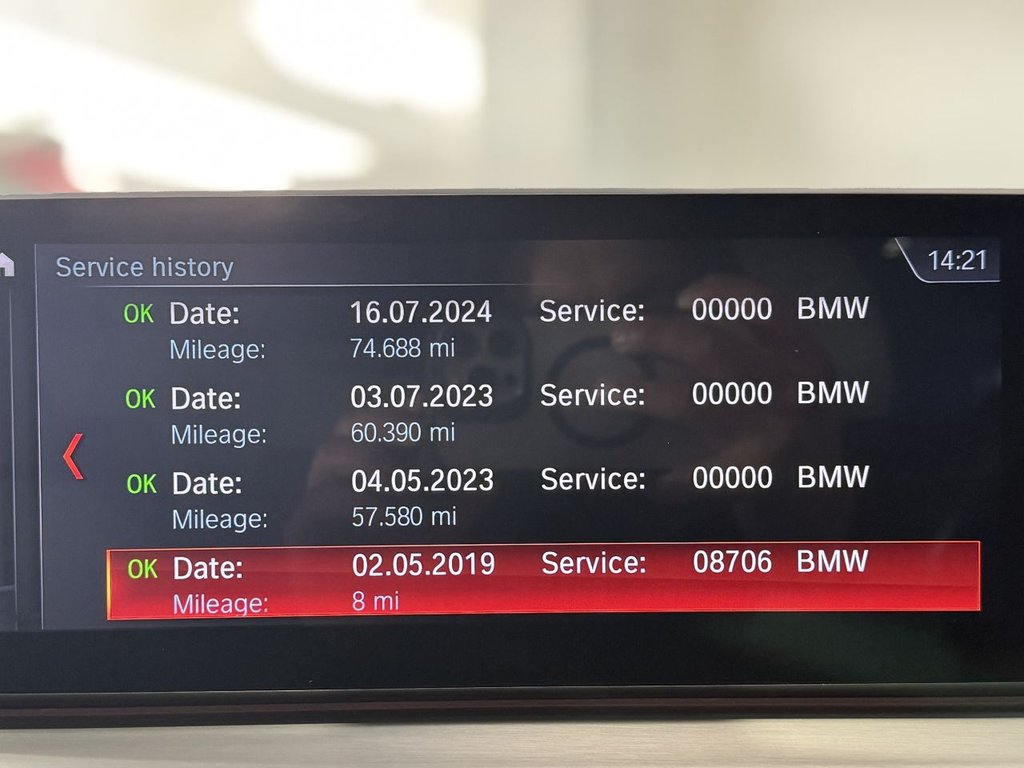 Service history 14:21
OK Date: 16.07.2024 Service: 00000 BMW
Mileage: 74.688 mi
OK Date: 03.07.2023 Service: 00000 BMW
Mileage: 60.390 mi
OK Date: 04.05.2023 Service: 00000 BMW
Mileage: 57.580 mi
OK Date: 02.05.2019 Service: 08706 BMW
Mileage: 8 mi